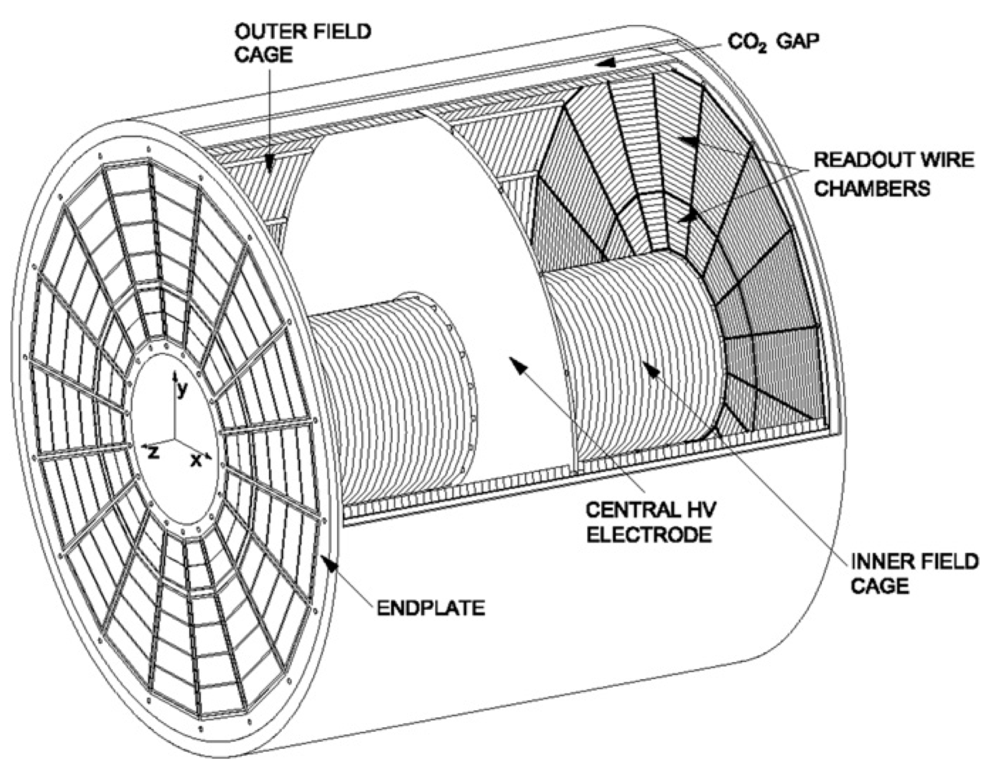 OUTER FIELD
CAGE
CO₂ GAP
READOUT WIRE
CHAMBERS
y
z
x
CENTRAL HV
ELECTRODE
INNER FIELD
CAGE
ENDPLATE